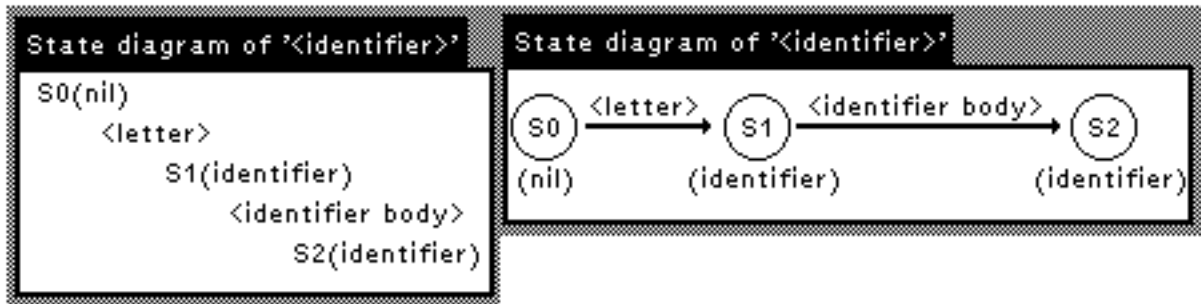 State diagram of '<identifier>'
S0(nil)
<letter>
S1(identifier)
<identifier body>
S2(identifier)
State diagram of '<identifier>'
S0 <letter> S1 <identifier body> S2
(nil) (identifier) (identifier)